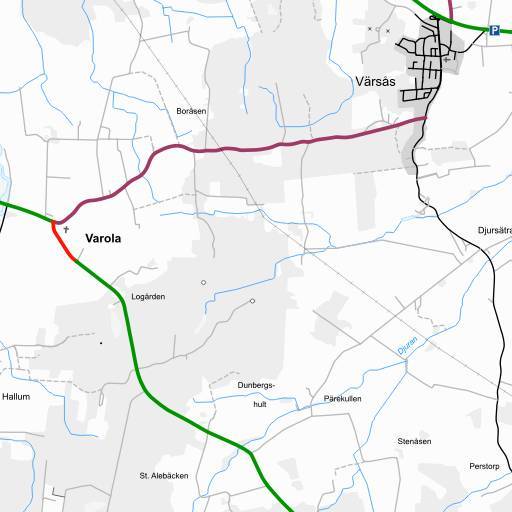 P
Värsås
Boråsen
Varola
Djursätra
Logården
Djuran
Dunbergs-
hult
Hallum
Pärekullen
Stenåsen
Perstorp
St. Alebäcken